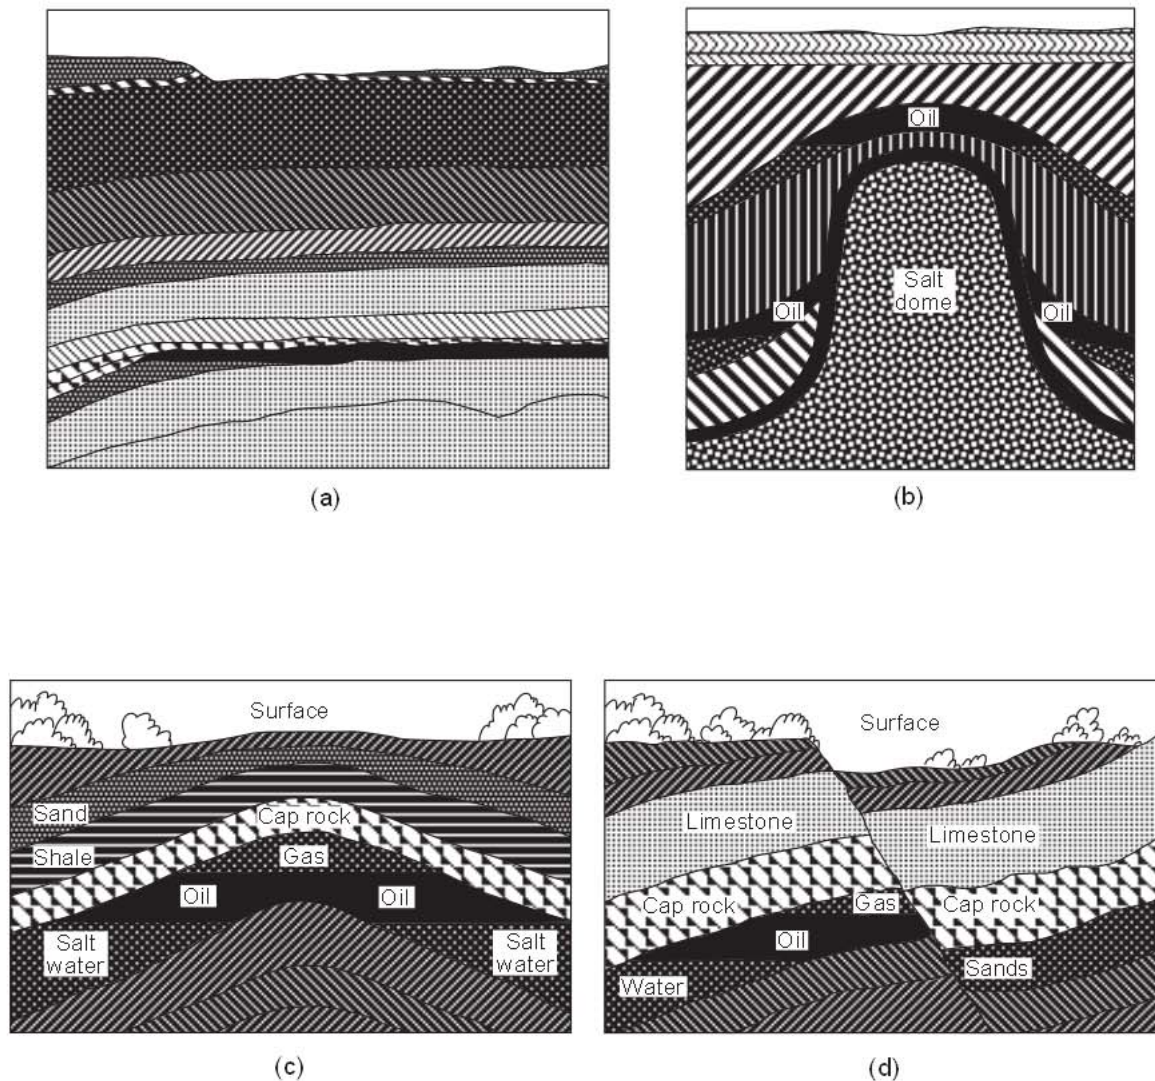 Oil
Salt
dome
Oil
Oil
(a)
(b)
Surface
Sand
Cap rock
Shale
Gas
Oil
Oil
Salt
water
Salt
water
(c)
Surface
Limestone
Limestone
Cap rock
Gas
Cap rock
Oil
Sands
Water
(d)